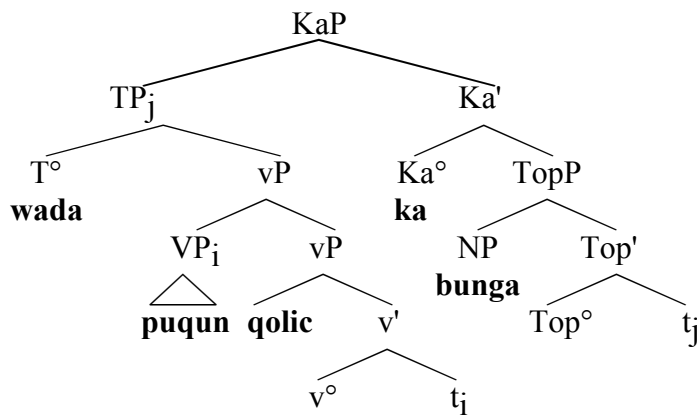 KaP
TPj Ka'
T° vP Ka° TopP
wada ka
VPi vP NP Top'
bunga
puqun qolic v' Top° tj
v° ti